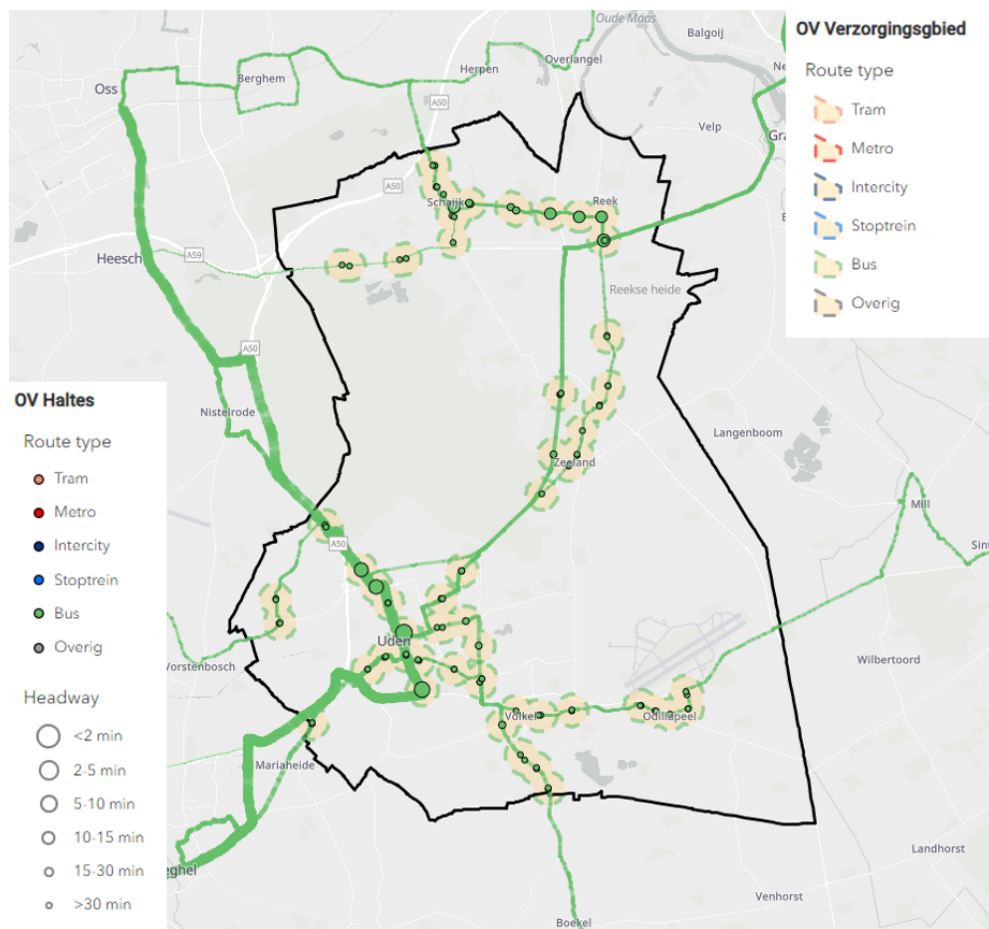 Oude Maas
Balgoij
OV Verzorgingsgbied
Route type
Tram
Metro
Intercity
Stoptrein
Bus
Overig
Overlangel
Herpen
Berghem
Oss
A50
Velp
A50
Schaijk
Reek
Heesch
A59
Reekse heide
A50
OV Haltes
Route type
Tram
Metro
Intercity
Stoptrein
Bus
Overig
Headway
<2 min
2-5 min
5-10 min
10-15 min
15-30 min
>30 min
Nistelrode
Langenboom
Zeeland
Mill
A50
Uden
Vorstenbosch
Wilbertoord
Volkel
Odiliapeel
Mariaheide
Landhorst
Venhorst
Boekel